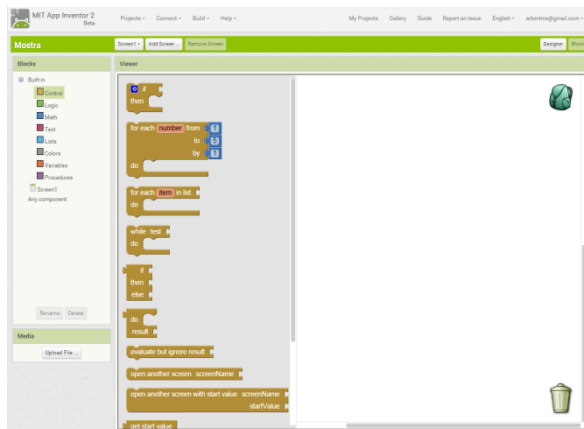 MIT App Inventor 2
Beta
Projects Connect Build Help
My Projects Gallery Guide Report an Issue English
Mostra
Screen1 Add Screen ... Remove Screen
Designer
Blocks
Viewer
Built-in
Control
Logic
Math
Text
Lists
Colors
Variables
Procedures
Screen1
Any component
Rename Delete
Media
Upload File ...
if
then
for each number from 1
to 5
by 1
do
for each item in list
do
while test
do
if
then
else
do
result
evaluate but ignore result
open another screen screenName
open another screen with start value screenName
startValue
get start value